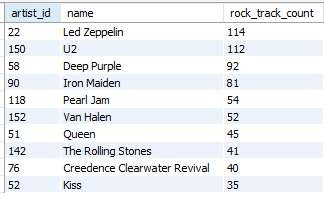 artist_id name rock_track_count
22 Led Zeppelin 114
150 U2 112
58 Deep Purple 92
90 Iron Maiden 81
118 Pearl Jam 54
152 Van Halen 52
51 Queen 45
142 The Rolling Stones 41
76 Creedence Clearwater Revival 40
52 Kiss 35